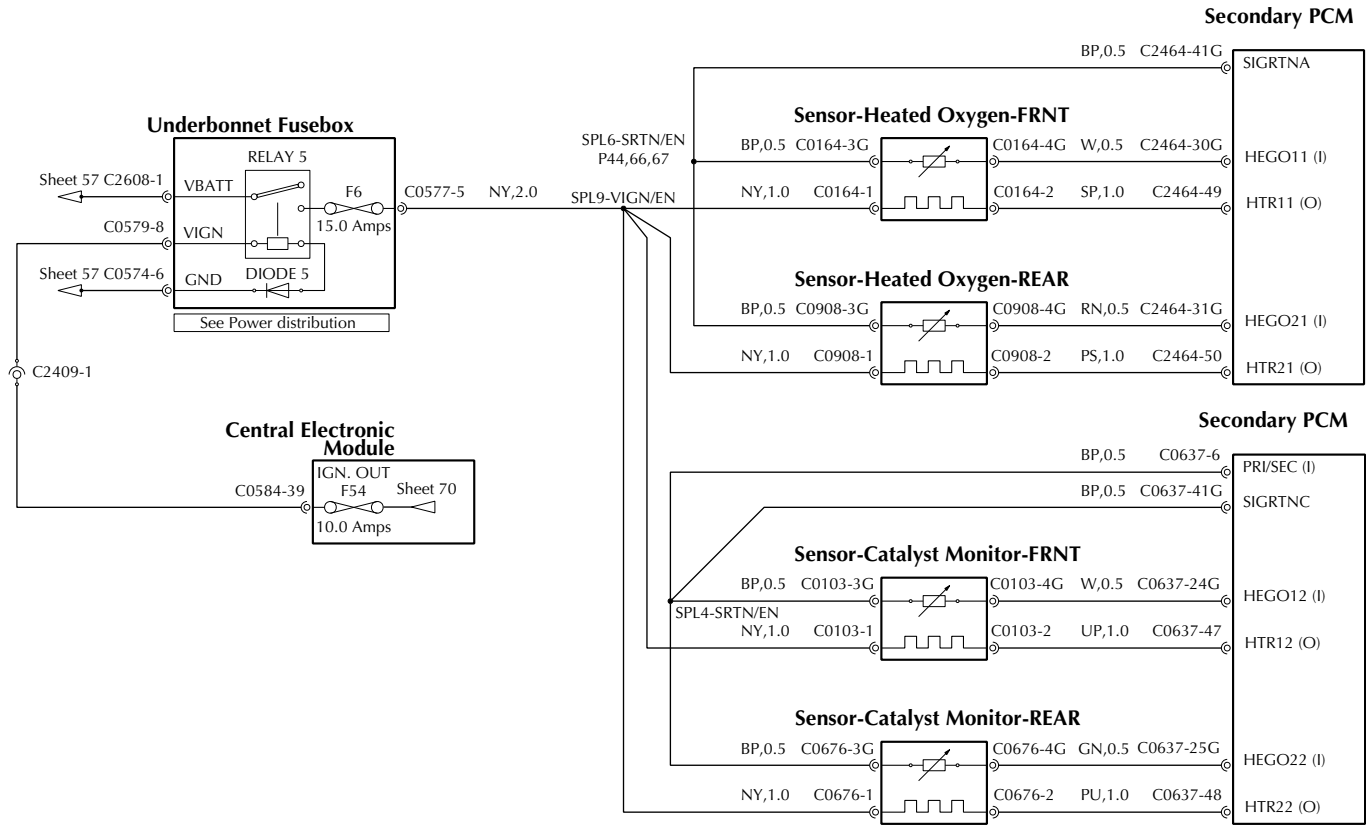 Secondary PCM
BP,0.5 C2464-41G
SIGRTNA
Sensor-Heated Oxygen-FRNT
Underbonnet Fusebox
SPL6-SRTN/EN
P44,66,67
BP,0.5 C0164-3G
C0164-4G W,0.5 C2464-30G
HEGO11 (I)
RELAY 5
Sheet 57 C2608-1
VBATT
F6
15.0 Amps
C0577-5 NY,2.0
SPL9-VIGN/EN
NY,1.0 C0164-1
C0164-2 SP,1.0 C2464-49
HTR11 (O)
C0579-8
VIGN
Sheet 57 C0574-6
GND
DIODE 5
See Power distribution
Sensor-Heated Oxygen-REAR
BP,0.5 C0908-3G
C0908-4G RN,0.5 C2464-31G
HEGO21 (I)
NY,1.0 C0908-1
C0908-2 PS,1.0 C2464-50
HTR21 (O)
C2409-1
Central Electronic
Module
IGN. OUT
C0584-39
F54
Sheet 70
10.0 Amps
Secondary PCM
BP,0.5 C0637-6
PRI/SEC (I)
BP,0.5 C0637-41G
SIGRTNC
Sensor-Catalyst Monitor-FRNT
BP,0.5 C0103-3G
C0103-4G W,0.5 C0637-24G
HEGO12 (I)
SPL4-SRTN/EN
NY,1.0 C0103-1
C0103-2 UP,1.0 C0637-47
HTR12 (O)
Sensor-Catalyst Monitor-REAR
BP,0.5 C0676-3G
C0676-4G GN,0.5 C0637-25G
HEGO22 (I)
NY,1.0 C0676-1
C0676-2 PU,1.0 C0637-48
HTR22 (O)